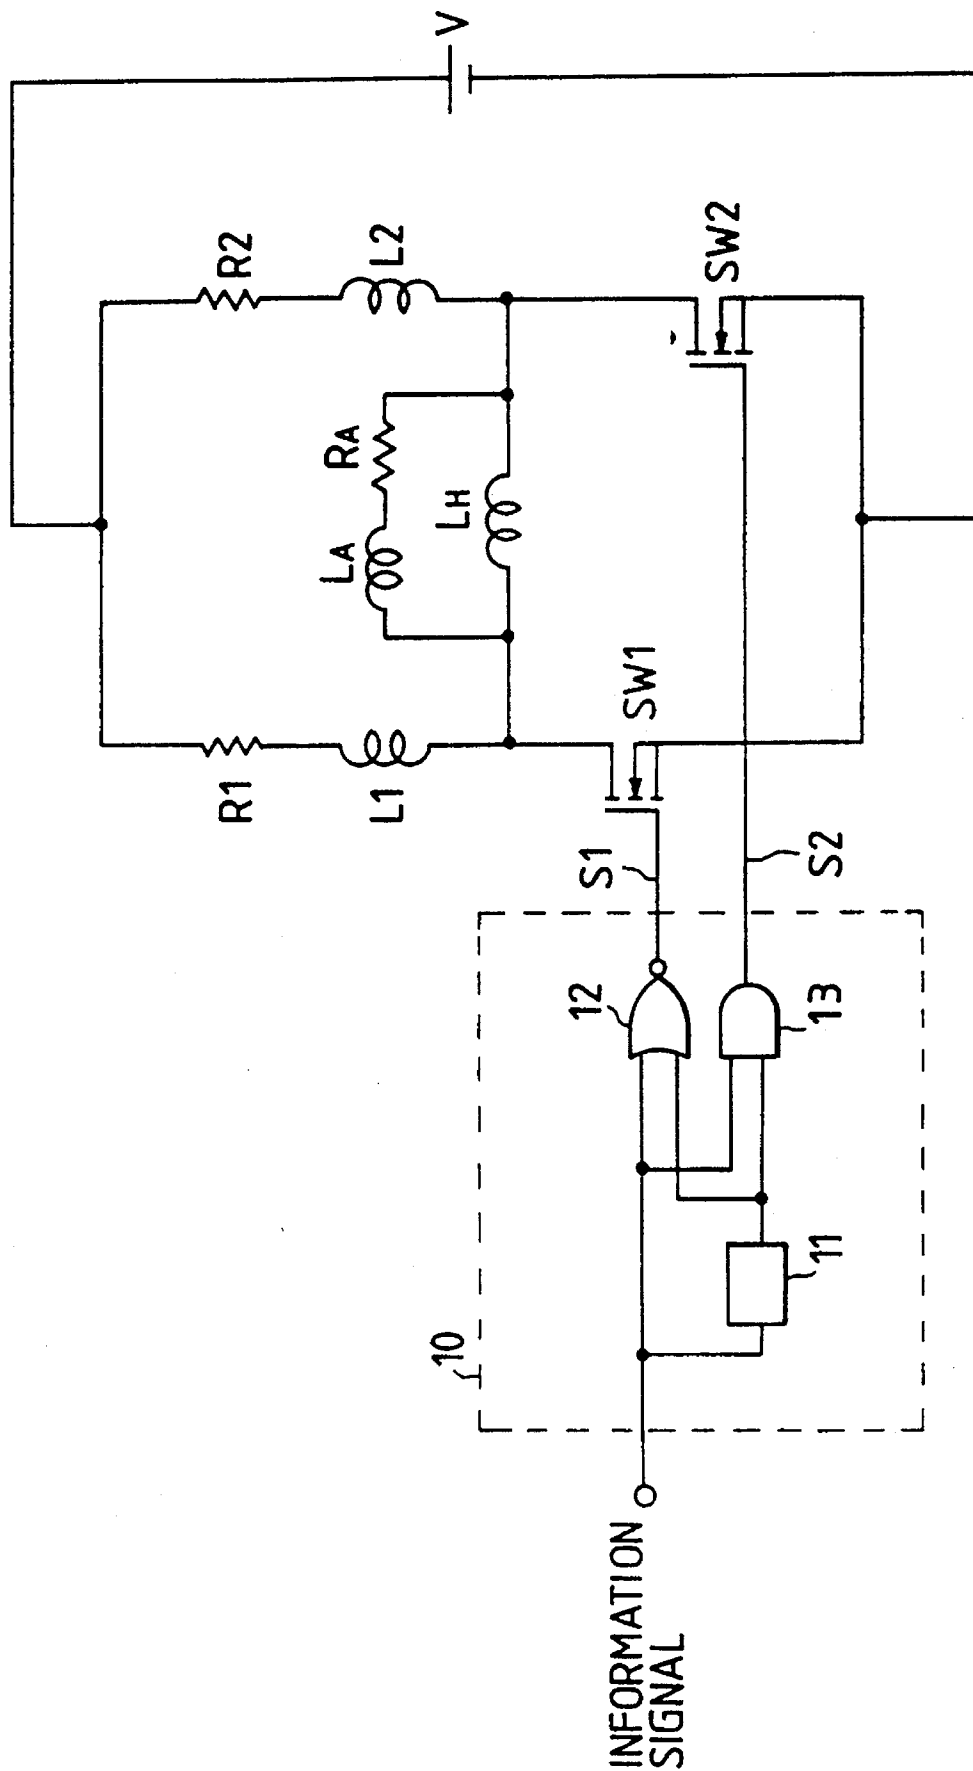 V
R1
R2
L1
L2
LA
RA
LH
SW1
SW2
S1
S2
10
11
12
13
INFORMATION
SIGNAL